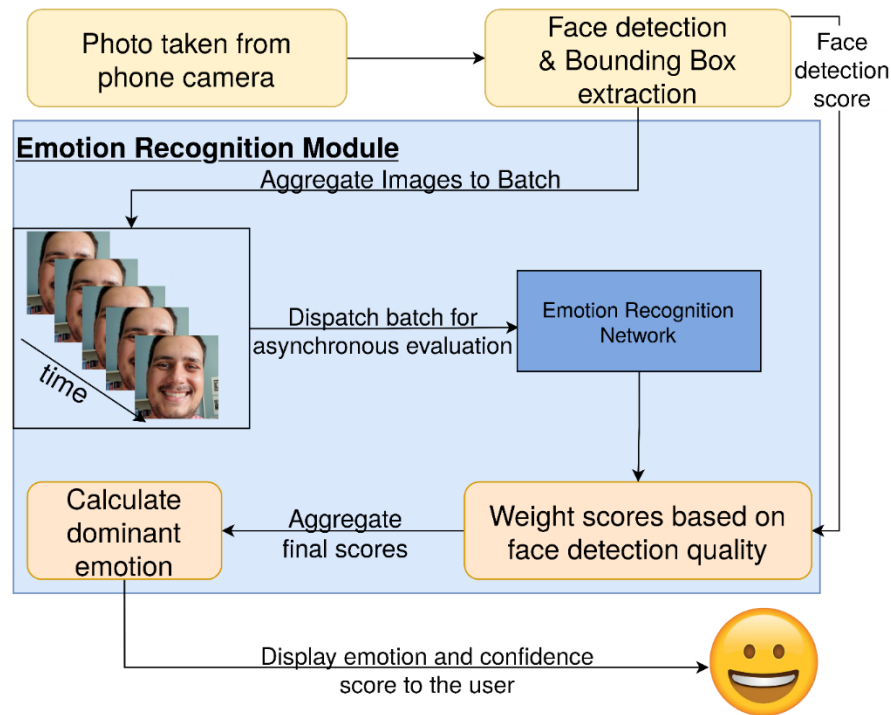 Photo taken from
phone camera
Face detection
& Bounding Box
extraction
Face
detection
score
Emotion Recognition Module
Aggregate Images to Batch
time
Dispatch batch for
asynchronous evaluation
Emotion Recognition
Network
Weight scores based on
face detection quality
Aggregate
final scores
Calculate
dominant
emotion
Display emotion and confidence
score to the user